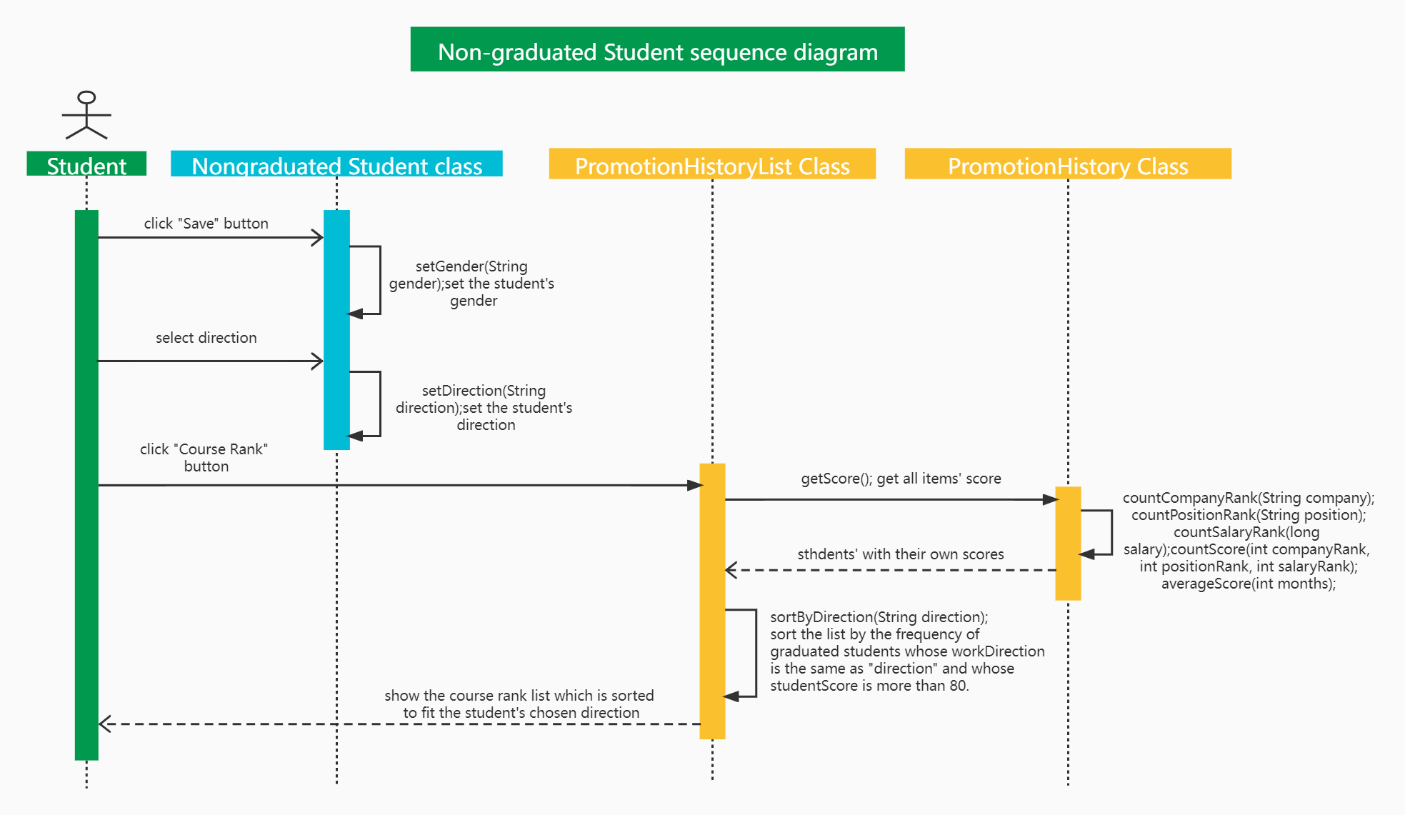 Non-graduated Student sequence diagram
Student
Nongraduated Student class
PromotionHistoryList Class
PromotionHistory Class
click "Save" button
setGender(String
gender);set the student's
gender
select direction
setDirection(String
direction);set the student's
direction
click "Course Rank"
button
getScore(); get all items' score
countCompanyRank(String company);
countPositionRank(String position);
countSalaryRank(long
salary);countScore(int companyRank,
int positionRank, int salaryRank);
averageScore(int months);
sthdents' with their own scores
sortByDirection(String direction);
sort the list by the frequency of
graduated students whose workDirection
is the same as "direction" and whose
studentScore is more than 80.
show the course rank list which is sorted
to fit the student's chosen direction